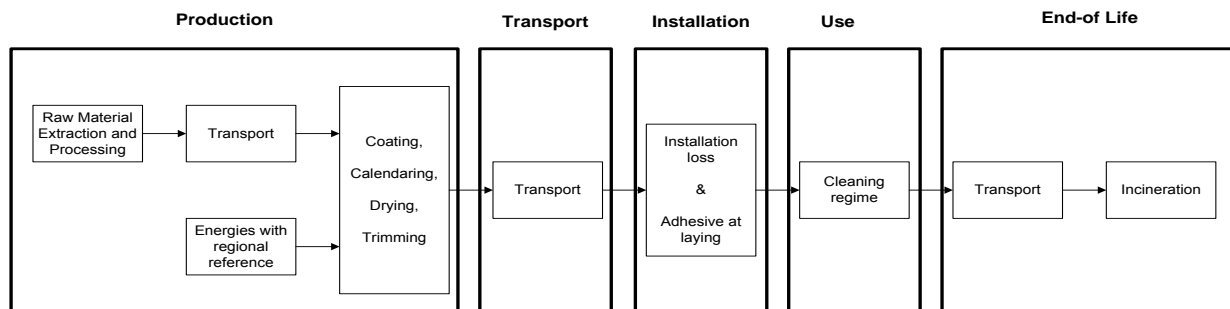 Production
Transport
Installation
Use
End-of Life
Raw Material
Extraction and
Processing
Transport
Energies with
regional
reference
Coating,
Calendaring,
Drying,
Trimming
Transport
Installation
loss
&
Adhesive at
laying
Cleaning
regime
Transport
Incineration